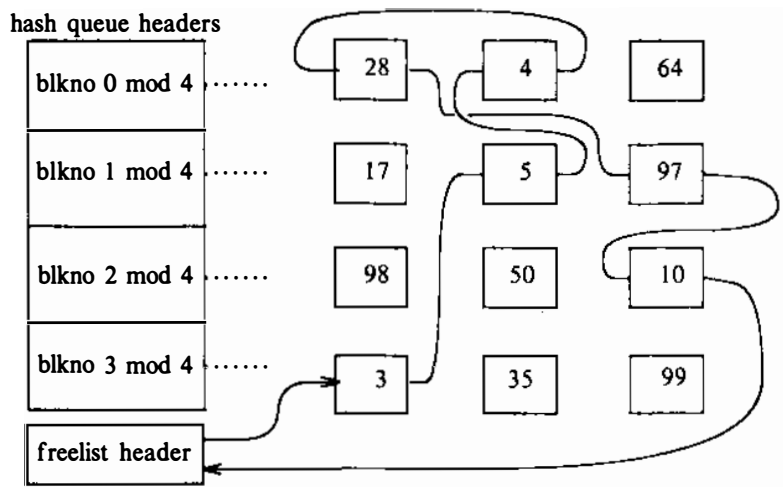 hash queue headers
blkno 0 mod 4 28 4 64
blkno 1 mod 4 17 5 97
blkno 2 mod 4 98 50 10
blkno 3 mod 4 3 35 99
freelist header